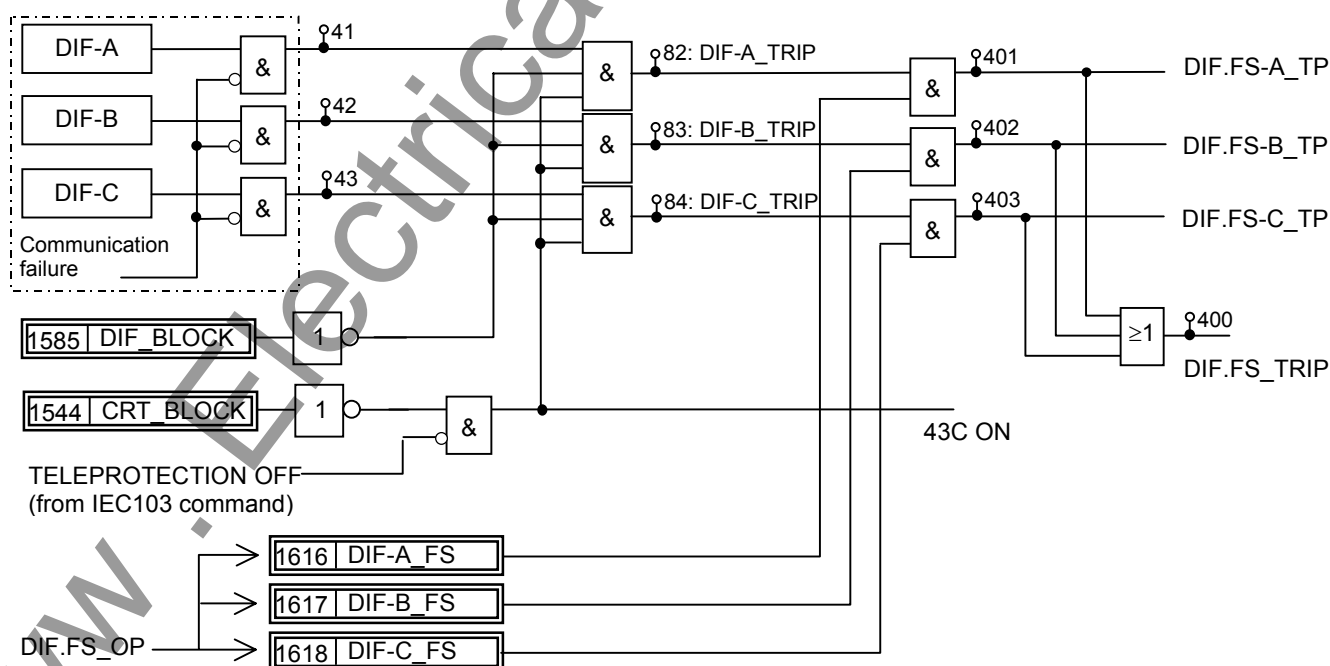 DIF-A
&
41
&
82: DIF-A_TRIP
&
401
DIF.FS-A_TP
DIF-B
&
42
&
83: DIF-B_TRIP
&
402
DIF.FS-B_TP
DIF-C
&
43
&
84: DIF-C_TRIP
&
403
DIF.FS-C_TP
Communication
failure
1585 DIF_BLOCK
1
≥1
400
DIF.FS_TRIP
1544 CRT_BLOCK
1
&
43C ON
TELEPROTECTION OFF
(from IEC103 command)
1616 DIF-A_FS
1617 DIF-B_FS
DIF.FS_OP
1618 DIF-C_FS
w . Electrica